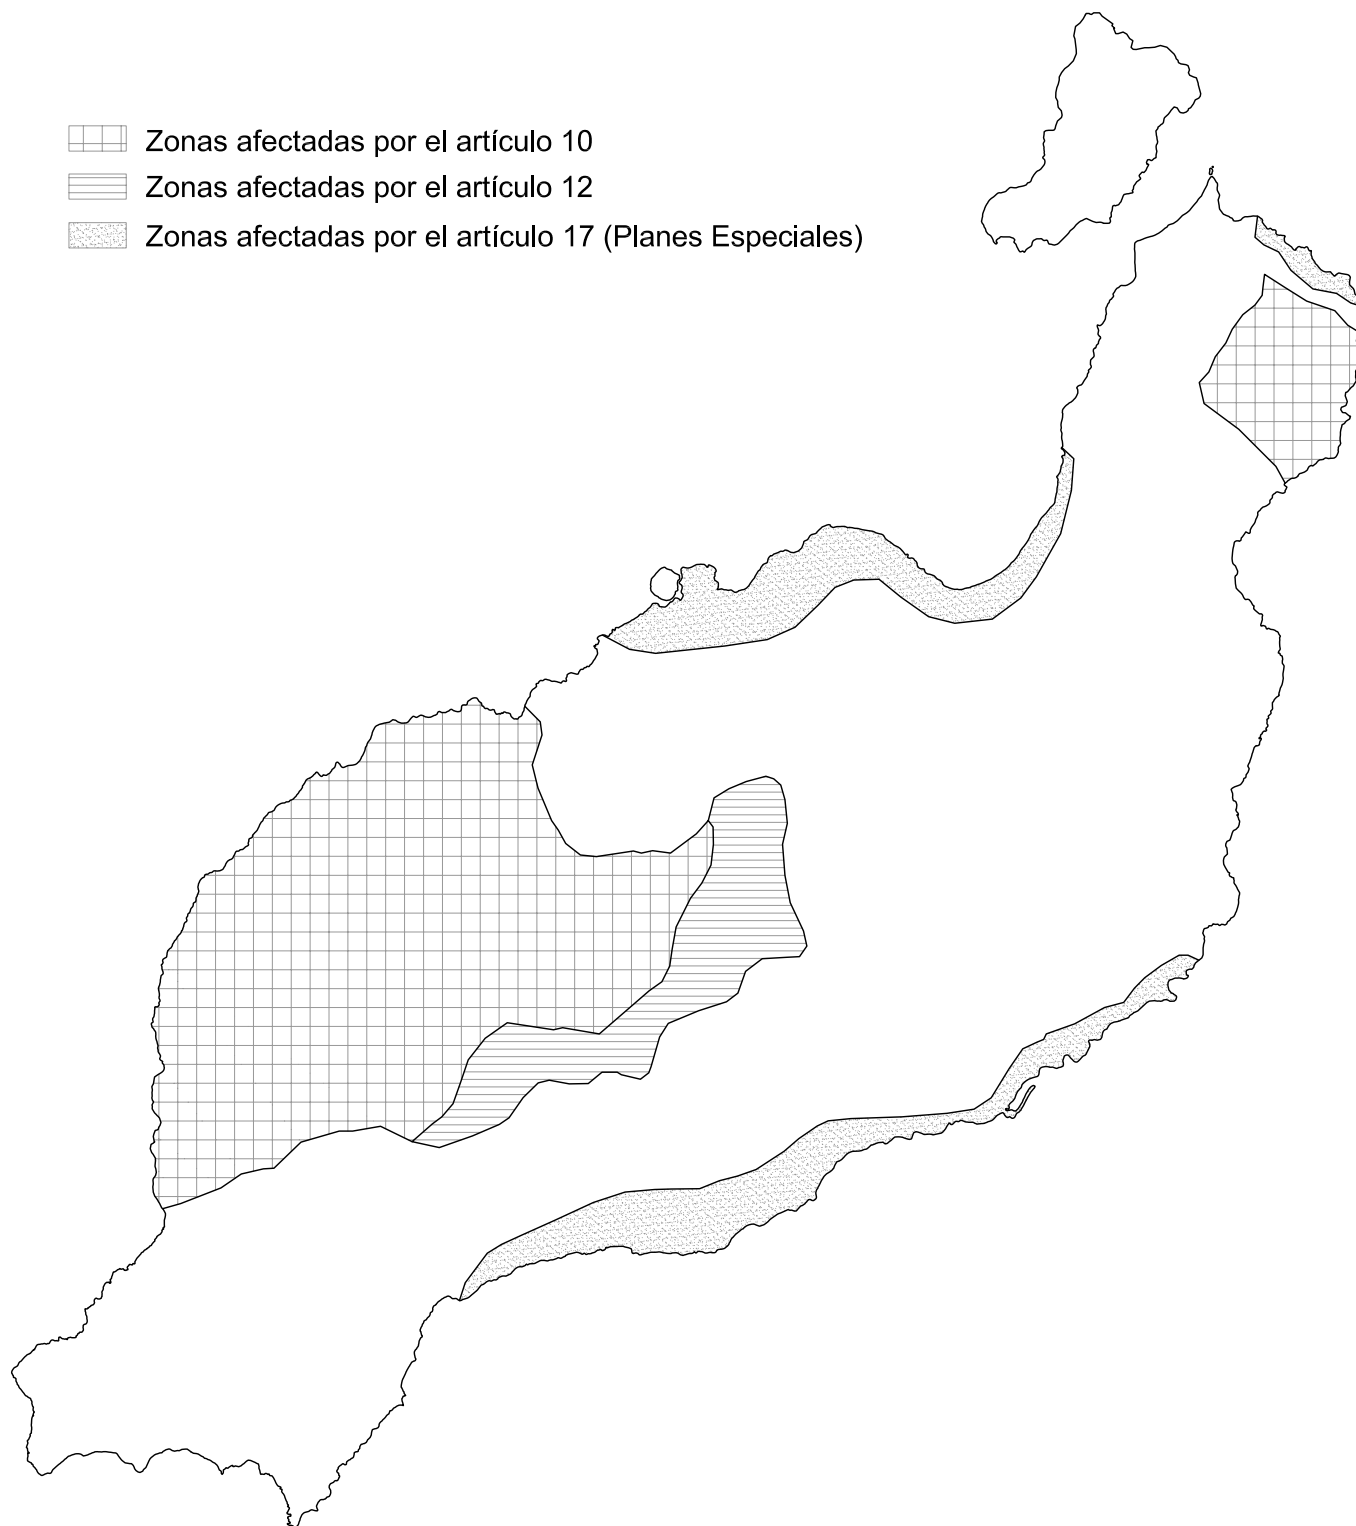 Zonas afectadas por el artículo 10
Zonas afectadas por el artículo 12
Zonas afectadas por el artículo 17 (Planes Especiales)